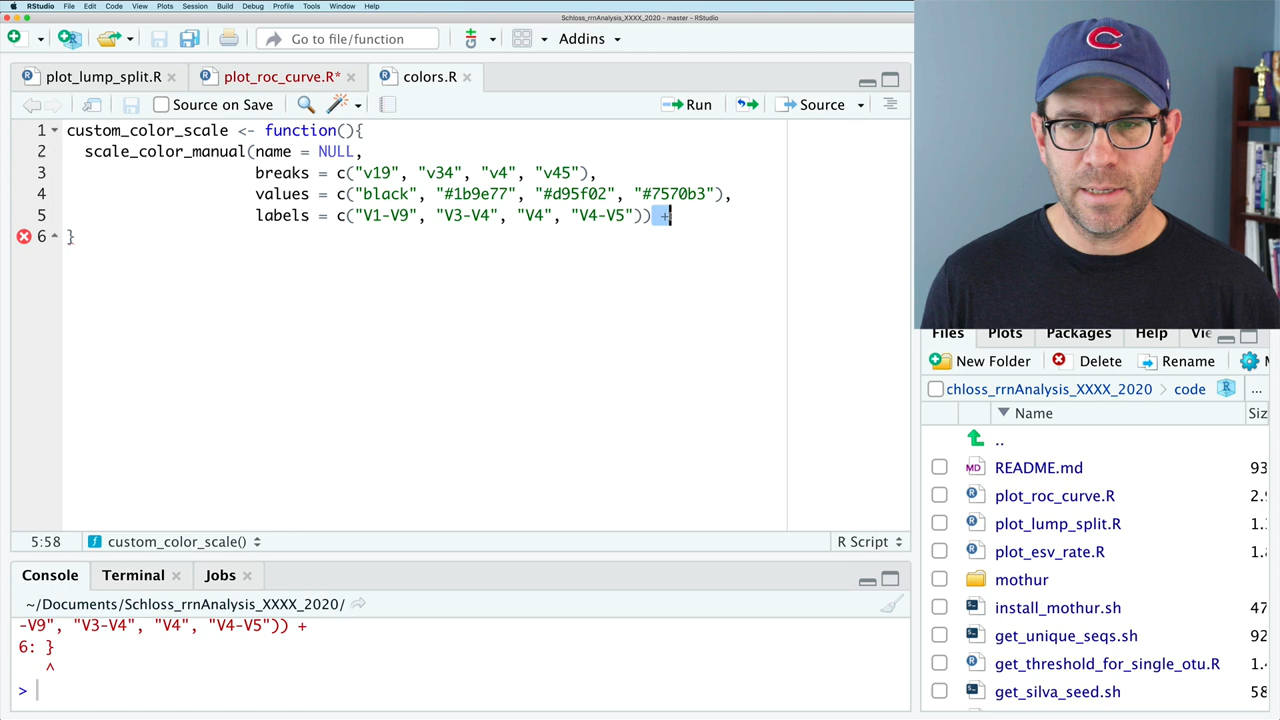 RStudio File Edit Code View Plots Session Build Debug Profile Tools Window Help
Schloss_rrnAnalysis_XXXX_2020 - master - RStudio
Go to file/function Addins
plot_lump_split.R plot_roc_curve.R* colors.R
Source on Save Run Source
1 custom_color_scale <- function(){
2 scale_color_manual(name = NULL,
3 breaks = c("v19", "v34", "v4", "v45"),
4 values = c("black", "#1b9e77", "#d95f02", "#7570b3"),
5 labels = c("V1-V9", "V3-V4", "V4", "V4-V5")) +
6 }
5:58 custom_color_scale() R Script
Console Terminal Jobs
~/Documents/Schloss_rrnAnalysis_XXXX_2020/
-V9", "V3-V4", "V4", "V4-V5")) +
6: }
^
>
Files Plots Packages Help
New Folder Delete Rename
chloss_rrnAnalysis_XXXX_2020 > code ...
Name Siz
..
README.md 93
plot_roc_curve.R 2.
plot_lump_split.R 1.
plot_esv_rate.R 1.
mothur
install_mothur.sh 47
get_unique_seqs.sh 92
get_threshold_for_single_otu.R 1.
get_silva_seed.sh 58